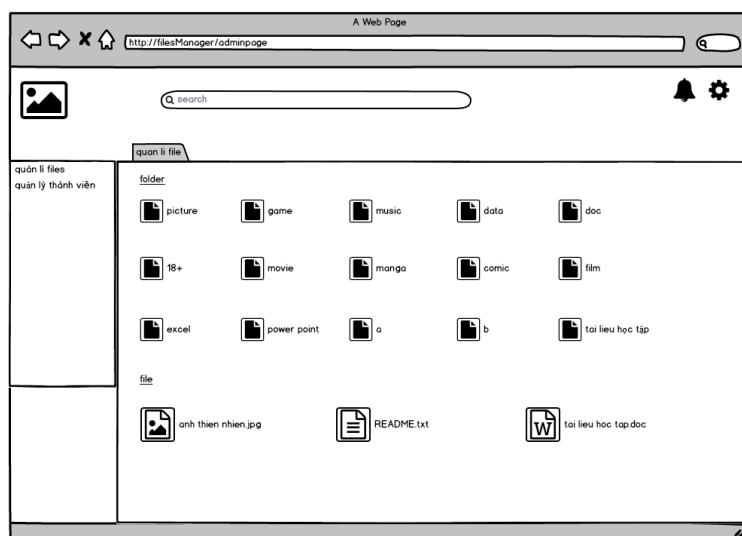 A Web Page
http://filesManager/adminpage
search
quan li file
quản lí files
quản lý thành viên
folder
picture game music data doc
18+ movie manga comic film
excel power point a b tai lieu học tập
file
anh thien nhien.jpg README.txt tai lieu hoc tap.doc
W